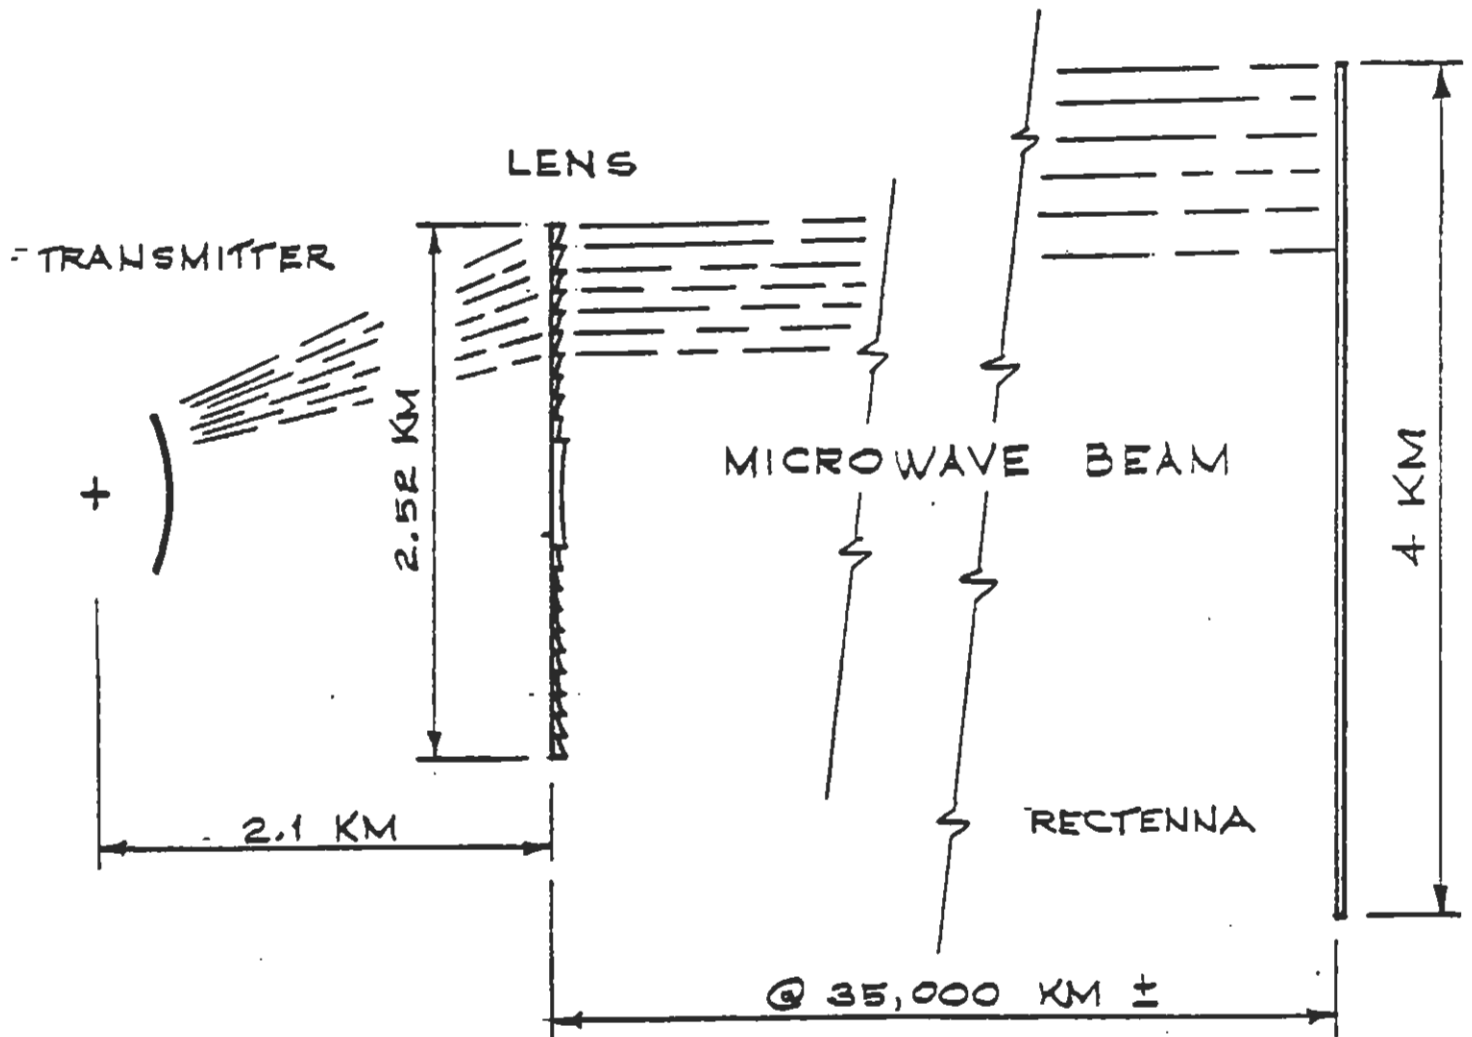 LENS
TRANSMITTER
2.52 KM
MICROWAVE BEAM
4 KM
2.1 KM
RECTENNA
@ 35,000 KM ±